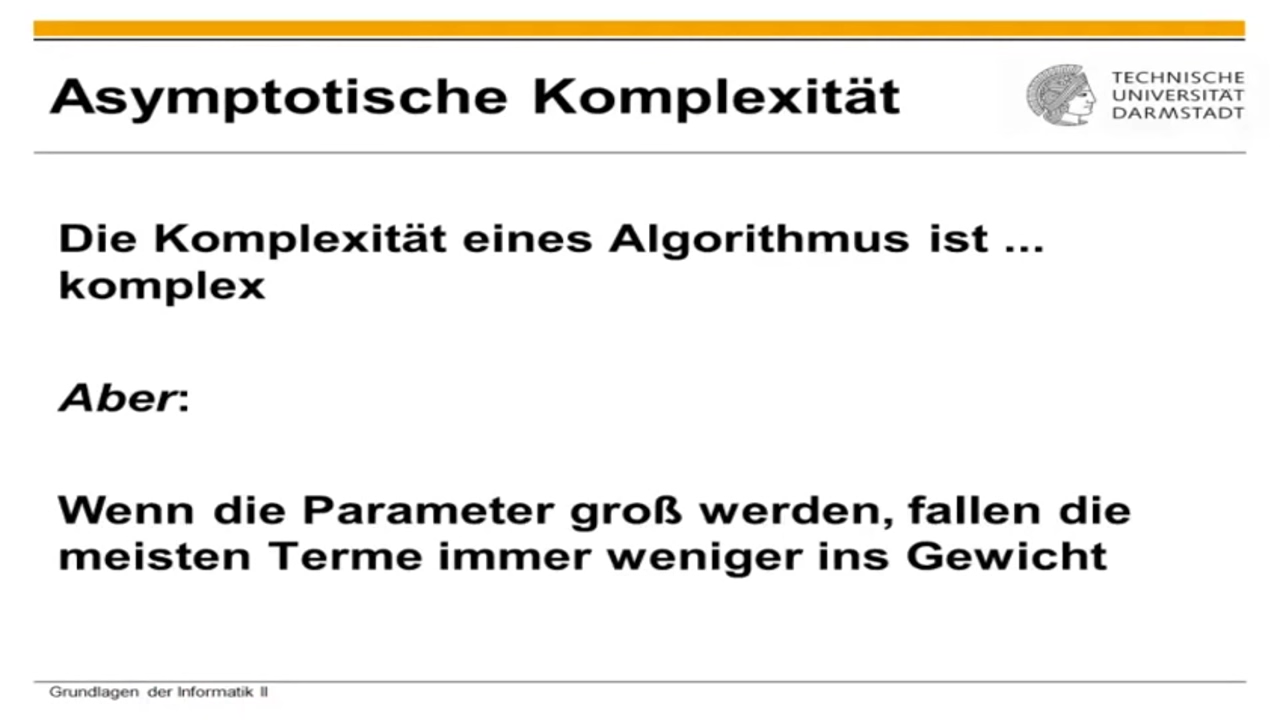 Asymptotische Komplexität
TECHNISCHE
UNIVERSITÄT
DARMSTADT
Die Komplexität eines Algorithmus ist ...
komplex
Aber:
Wenn die Parameter groß werden, fallen die
meisten Terme immer weniger ins Gewicht
Grundlagen der Informatik II